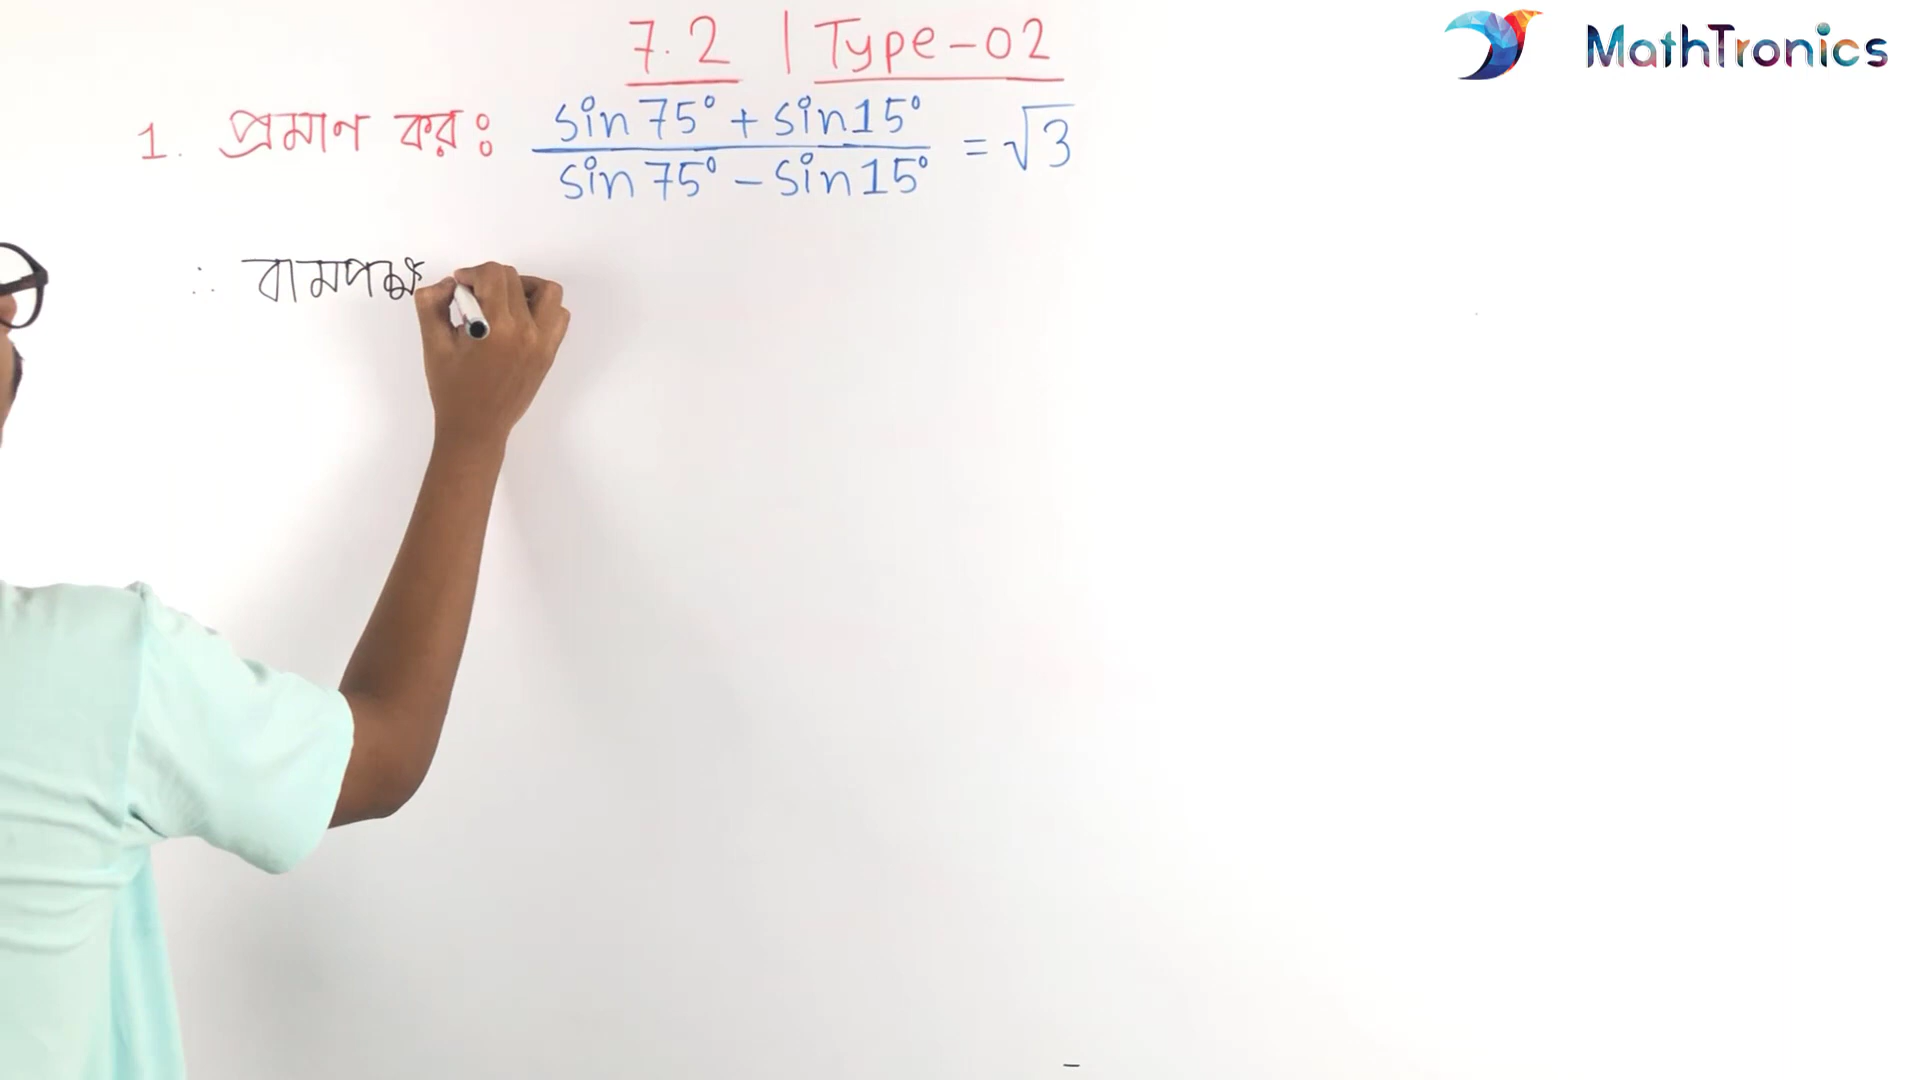 7.2 | Type-02
MathTronics
1. প্রমাণ করঃ (sin 75° + sin 15°) / (sin 75° - sin 15°) = √3
∴ বামপক্ষ